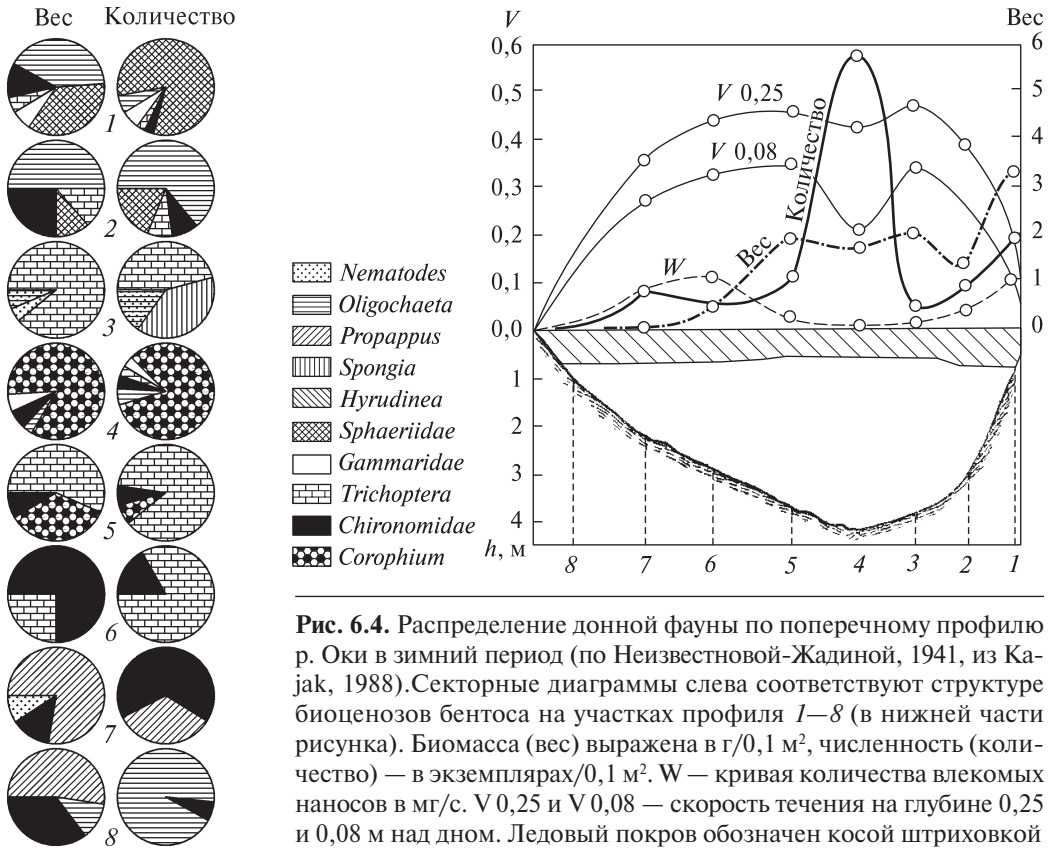 Вес Количество
1
2
3
4
5
6
7
8
Nematodes
Oligochaeta
Propappus
Spongia
Hyrudinea
Sphaeriidae
Gammaridae
Trichoptera
Chironomidae
Corophium
V
Вес
0,6
0,5
0,4
0,3
0,2
0,1
0,0
6
5
4
3
2
1
0
V 0,25
V 0,08
Количество
Вес
W
1
2
3
4
h, м
8 7 6 5 4 3 2 1
Рис. 6.4. Распределение донной фауны по поперечному профилю
р. Оки в зимний период (по Неизвестновой-Жадиной, 1941, из Ka-
jak, 1988).Секторные диаграммы слева соответствуют структуре
биоценозов бентоса на участках профиля 1—8 (в нижней части
рисунка). Биомасса (вес) выражена в г/0,1 м², численность (коли-
чество) — в экземплярах/0,1 м². W — кривая количества влекомых
наносов в мг/с. V 0,25 и V 0,08 — скорость течения на глубине 0,25
и 0,08 м над дном. Ледовый покров обозначен косой штриховкой